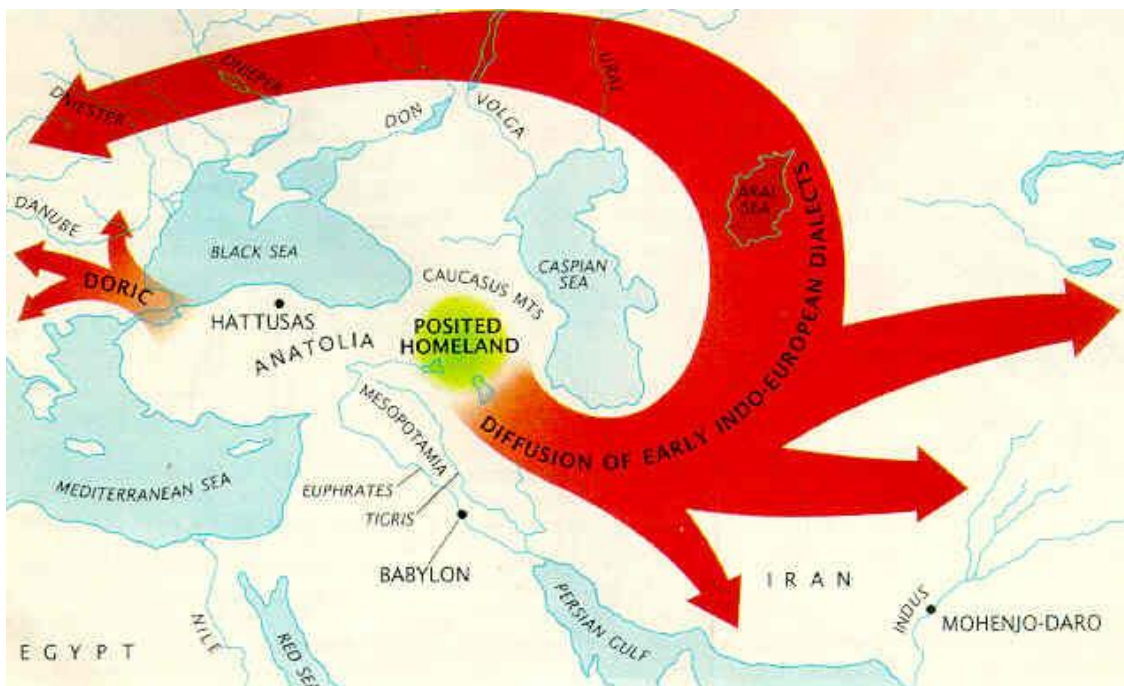 DNIEPER
DNIESTER
DON
VOLGA
URAL
DANUBE
BLACK SEA
ARAL
SEA
CASPIAN
SEA
CAUCASUS MTS
DORIC
HATTUSAS
ANATOLIA
POSITED
HOMELAND
DIFFUSION OF EARLY INDO-EUROPEAN DIALECTS
MESOPOTAMIA
MEDITERRANEAN SEA
EUPHRATES
TIGRIS
BABYLON
IRAN
PERSIAN GULF
INDUS
MOHENJO-DARO
NILE
RED SEA
EGYPT